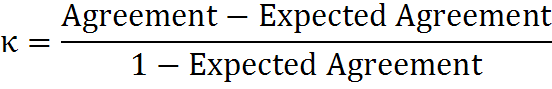 κ = Agreement − Expected Agreement
1 − Expected Agreement